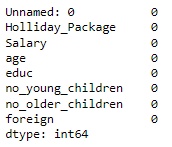 Unnamed: 0 0
Holliday_Package 0
Salary 0
age 0
educ 0
no_young_children 0
no_older_children 0
foreign 0
dtype: int64